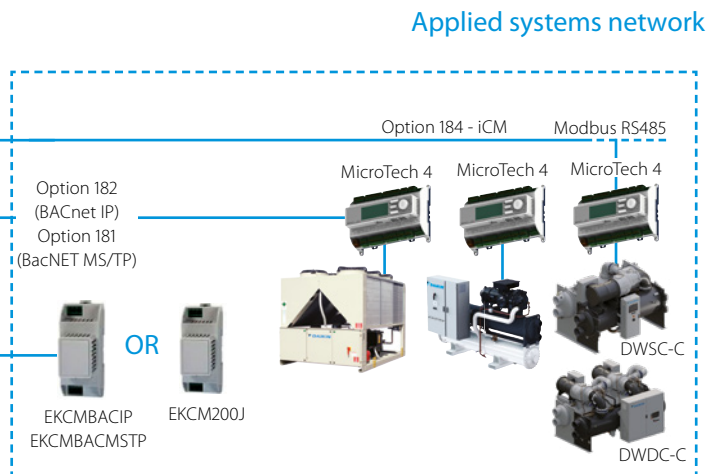 Applied systems network
Option 184 - iCM
Modbus RS485
MicroTech 4
MicroTech 4
MicroTech 4
Option 182
(BACnet IP)
Option 181
(BacNET MS/TP)
OR
DWSC-C
EKCMBACIP
EKCMBACMSTP
EKCM200J
DWDC-C